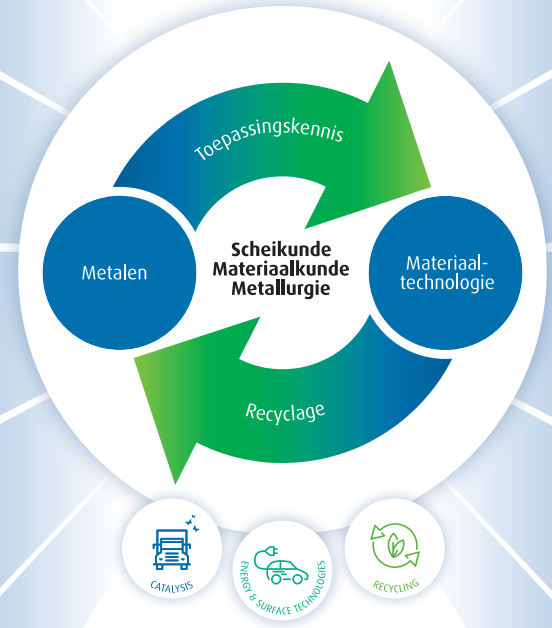 Toepassingskennis
Metalen
Scheikunde
Materiaalkunde
Metallurgie
Materiaal-
technologie
Recyclage
CATALYSIS
ENERGY & SURFACE TECHNOLOGIES
RECYCLING